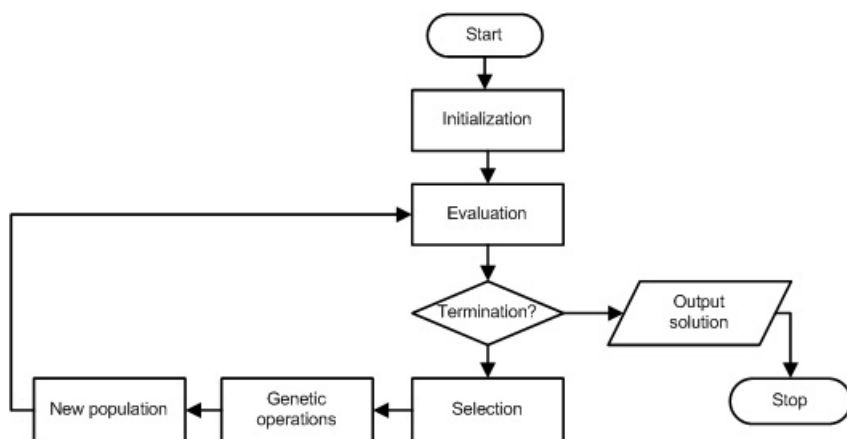 Start
Initialization
Evaluation
Termination?
Output
solution
New population
Genetic
operations
Selection
Stop